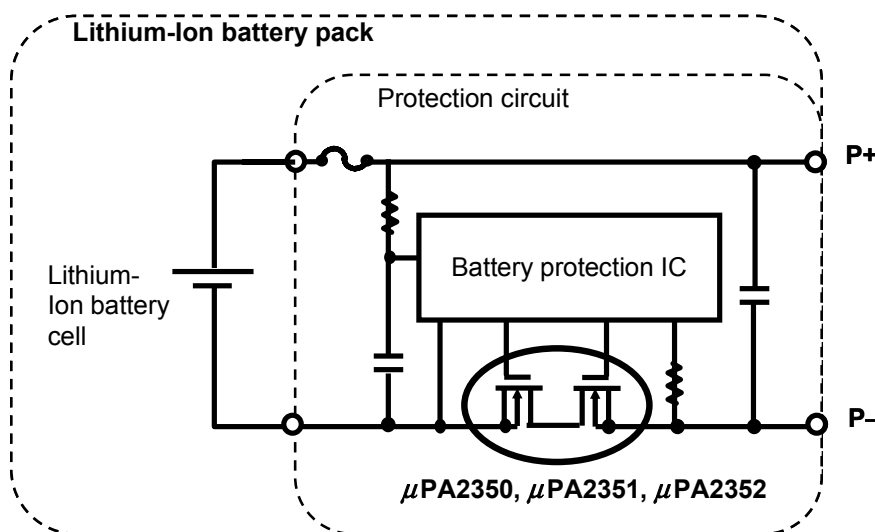 Lithium-Ion battery pack
Protection circuit
P+
Battery protection IC
Lithium-
Ion battery
cell
P–
μPA2350, μPA2351, μPA2352